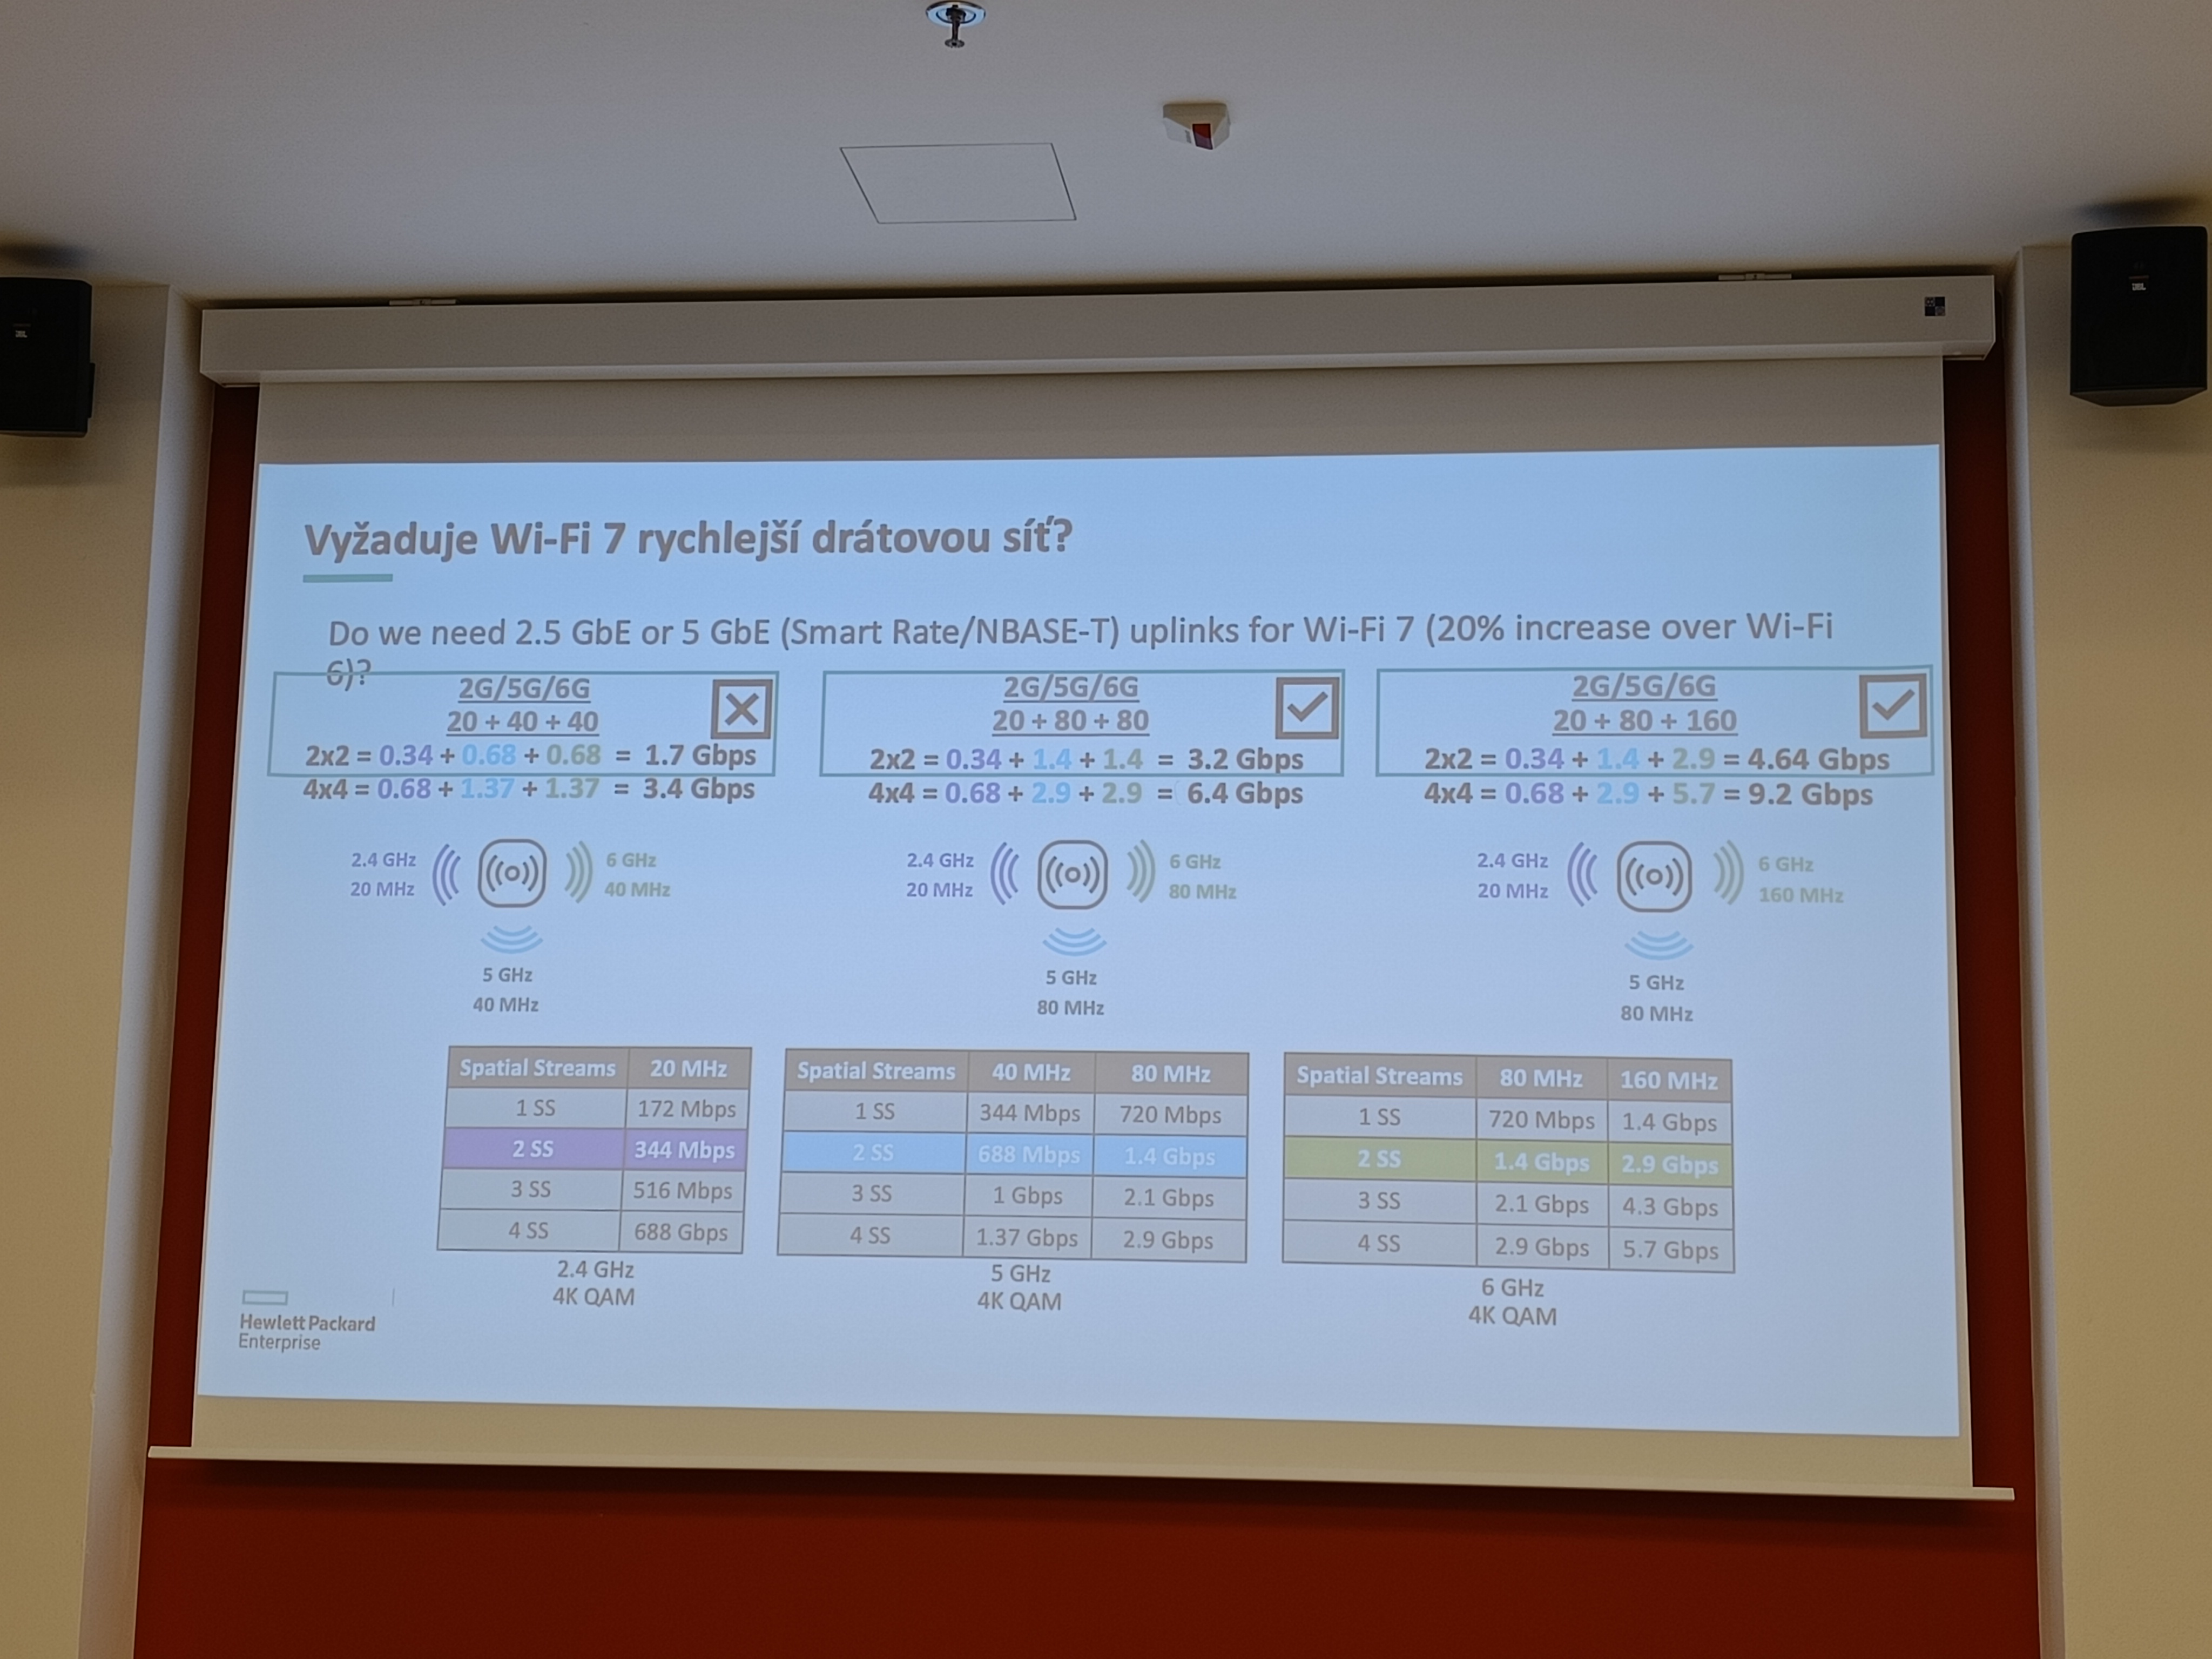 Vyžaduje Wi-Fi 7 rychlejší drátovou síť?
Do we need 2.5 GbE or 5 GbE (Smart Rate/NBASE-T) uplinks for Wi-Fi 7 (20% increase over Wi-Fi
6)?
2G/5G/6G
20 + 40 + 40
2x2 = 0.34 + 0.68 + 0.68 = 1.7 Gbps
4x4 = 0.68 + 1.37 + 1.37 = 3.4 Gbps
2.4 GHz
20 MHz
6 GHz
40 MHz
5 GHz
40 MHz
2G/5G/6G
20 + 80 + 80
2x2 = 0.34 + 1.4 + 1.4 = 3.2 Gbps
4x4 = 0.68 + 2.9 + 2.9 = 6.4 Gbps
2.4 GHz
20 MHz
6 GHz
80 MHz
5 GHz
80 MHz
2G/5G/6G
20 + 80 + 160
2x2 = 0.34 + 1.4 + 2.9 = 4.64 Gbps
4x4 = 0.68 + 2.9 + 5.7 = 9.2 Gbps
2.4 GHz
20 MHz
6 GHz
160 MHz
5 GHz
80 MHz
Spatial Streams 20 MHz
1 SS 172 Mbps
2 SS 344 Mbps
3 SS 516 Mbps
4 SS 688 Gbps
2.4 GHz
4K QAM
Spatial Streams 40 MHz 80 MHz
1 SS 344 Mbps 720 Mbps
2 SS 688 Mbps 1.4 Gbps
3 SS 1 Gbps 2.1 Gbps
4 SS 1.37 Gbps 2.9 Gbps
5 GHz
4K QAM
Spatial Streams 80 MHz 160 MHz
1 SS 720 Mbps 1.4 Gbps
2 SS 1.4 Gbps 2.9 Gbps
3 SS 2.1 Gbps 4.3 Gbps
4 SS 2.9 Gbps 5.7 Gbps
6 GHz
4K QAM
Hewlett Packard
Enterprise